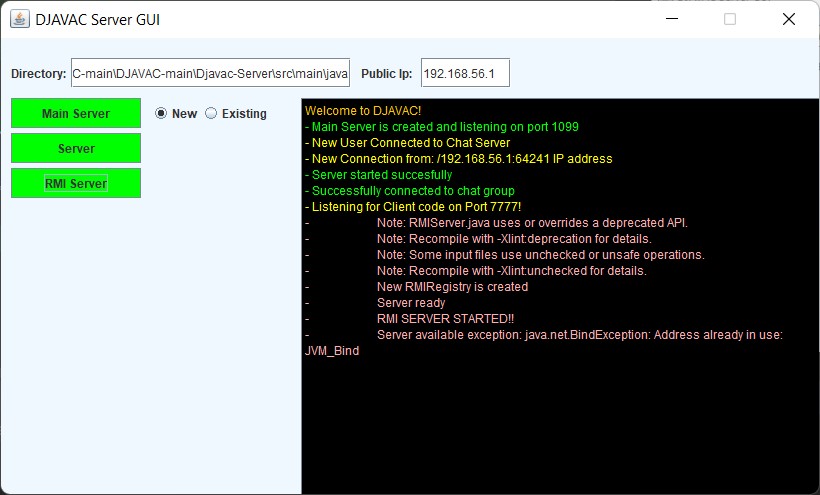 DJAVAC Server GUI
Directory: C-main\DJAVAC-main\Djavac-Server\src\main\java Public Ip: 192.168.56.1
Main Server New Existing
Server
RMI Server
Welcome to DJAVAC!
- Main Server is created and listening on port 1099
- New User Connected to Chat Server
- New Connection from: /192.168.56.1:64241 IP address
- Server started succesfully
- Successfully connected to chat group
- Listening for Client code on Port 7777!
- Note: RMIServer.java uses or overrides a deprecated API.
- Note: Recompile with -Xlint:deprecation for details.
- Note: Some input files use unchecked or unsafe operations.
- Note: Recompile with -Xlint:unchecked for details.
- New RMIRegistry is created
- Server ready
- RMI SERVER STARTED!!
- Server available exception: java.net.BindException: Address already in use:
JVM_Bind